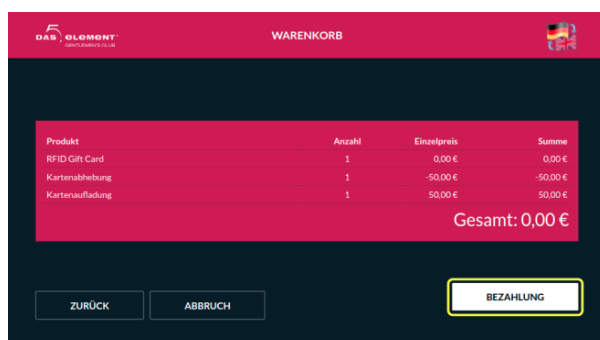 5
DAS element
GENTLEMEN'S CLUB
WARENKORB
Produkt Anzahl Einzelpreis Summe
RFID Gift Card 1 0,00 € 0,00 €
Kartenabhebung 1 -50,00 € -50,00 €
Kartenaufladung 1 50,00 € 50,00 €
Gesamt: 0,00 €
ZURÜCK ABBRUCH BEZAHLUNG